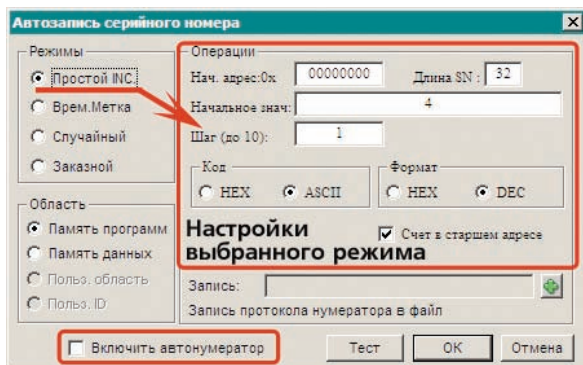 Автозапись серийного номера
Режимы
Простой INC.
Врем.Метка
Случайный
Заказной
Область
Память программ
Память данных
Польз. область
Польз. ID
Операции
Нач. адрес:0x 00000000 Длина SN : 32
Начальное знач: 4
Шаг (до 10): 1
Код
HEX ASCII
Формат
HEX DEC
Настройки
выбранного режима
Счет в старшем адресе
Запись:
Запись протокола нумератора в файл
Включить автонумератор
Тест OK Отмена